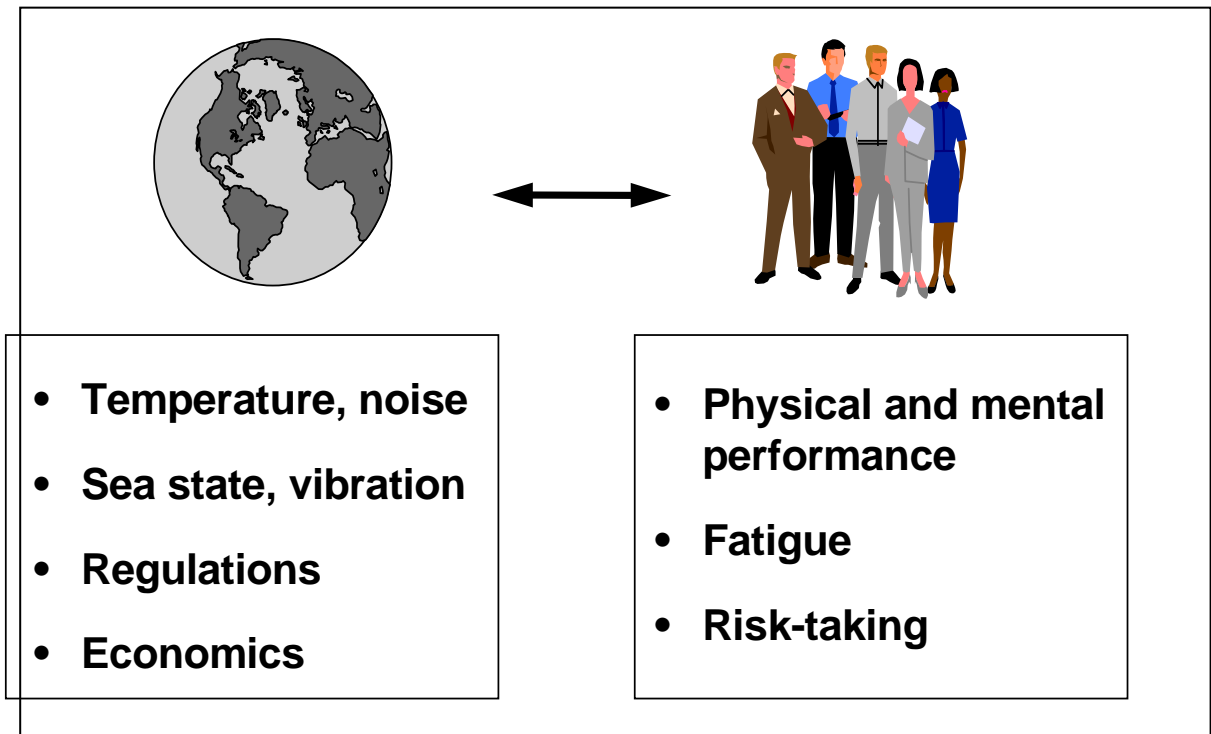 • Temperature, noise
• Sea state, vibration
• Regulations
• Economics
• Physical and mental
performance
• Fatigue
• Risk-taking